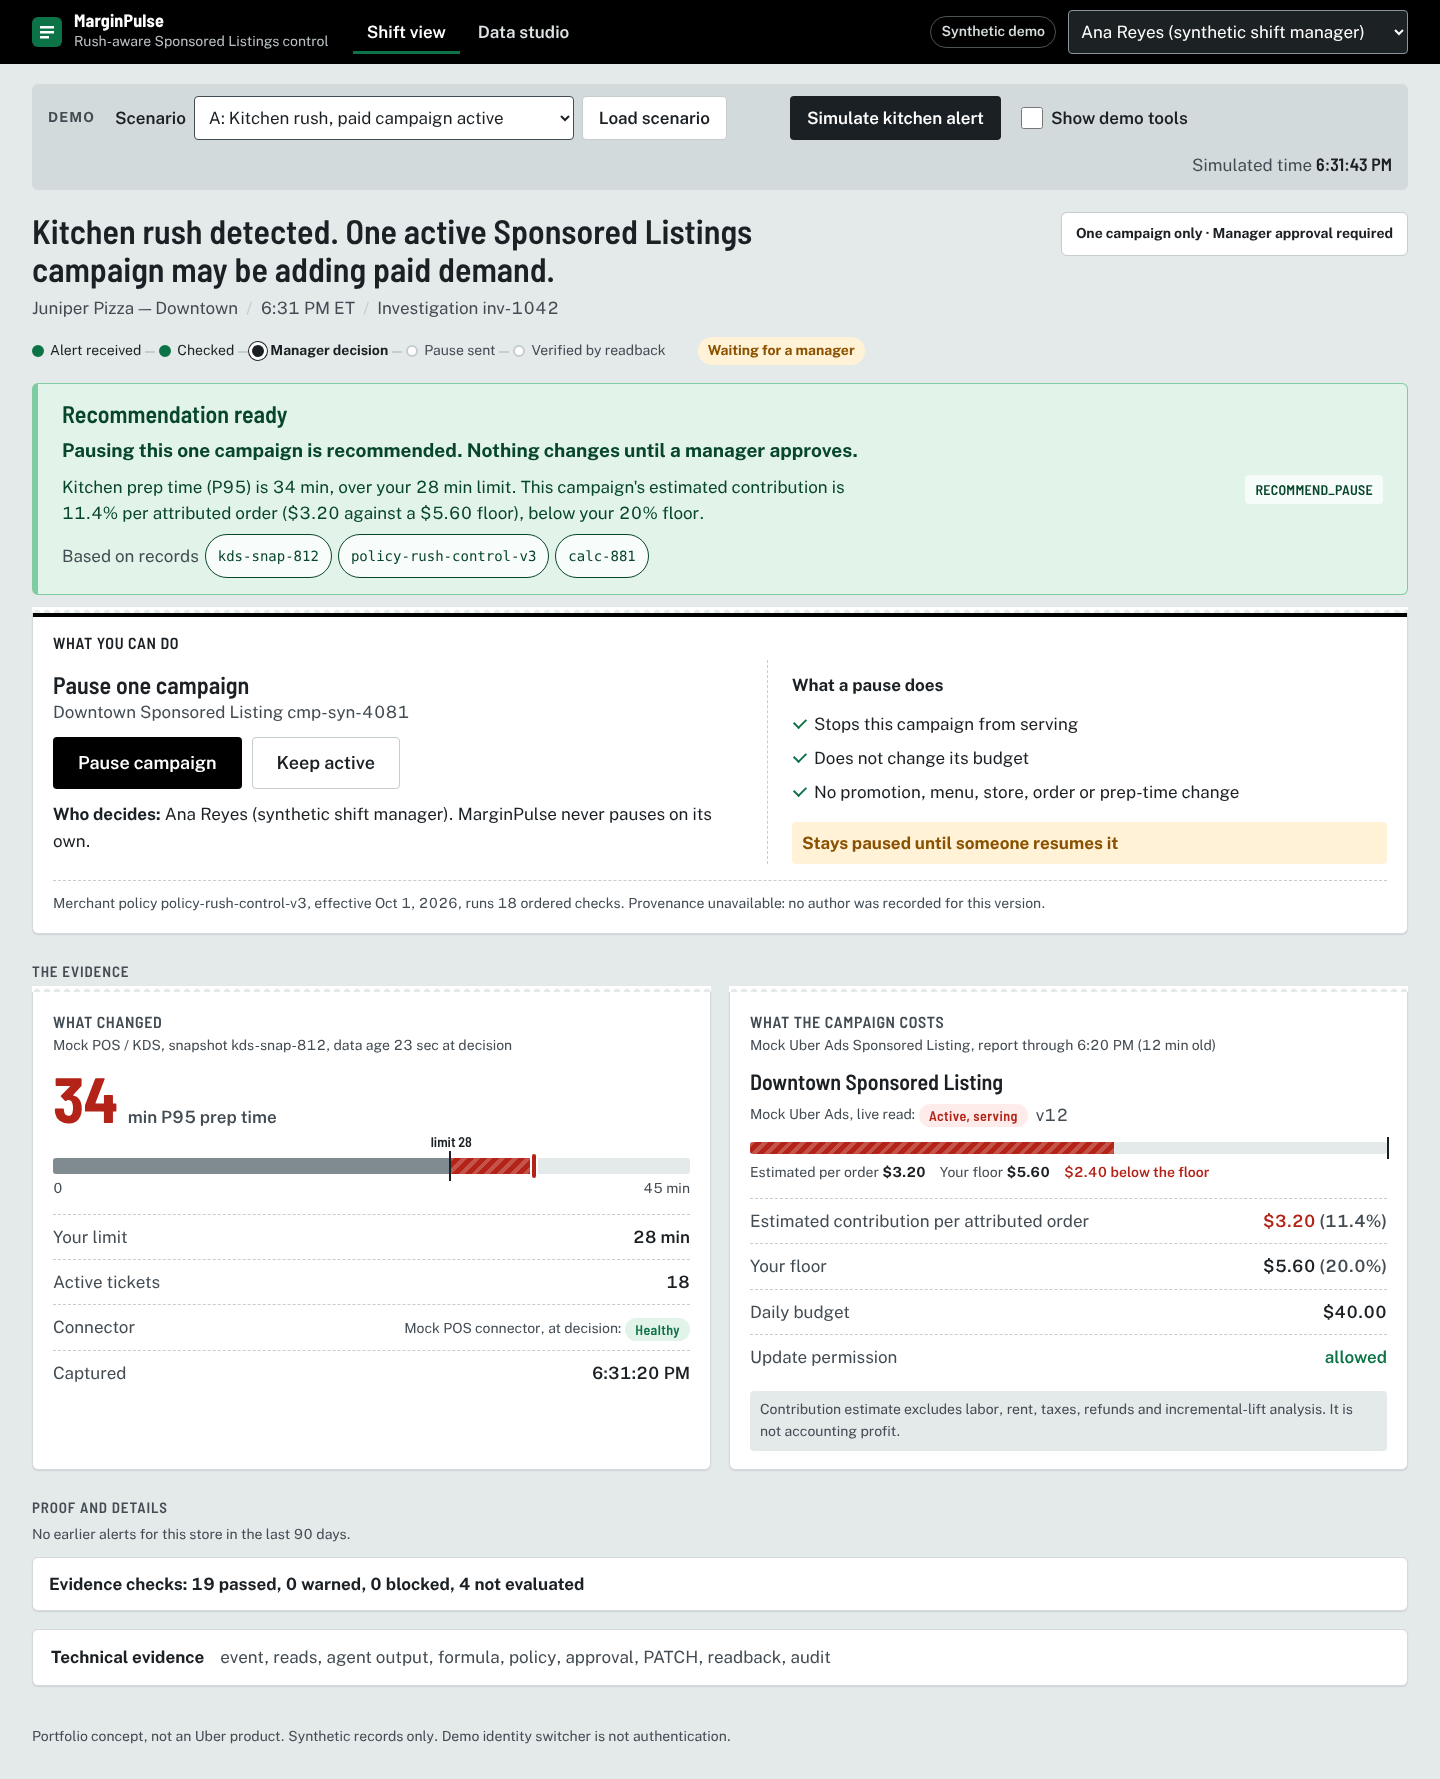 MarginPulse
Rush-aware Sponsored Listings control
Shift view
Data studio
Synthetic demo
Ana Reyes (synthetic shift manager)
DEMO
Scenario
A: Kitchen rush, paid campaign active
Load scenario
Simulate kitchen alert
Show demo tools
Simulated time 6:31:43 PM
Kitchen rush detected. One active Sponsored Listings
campaign may be adding paid demand.
One campaign only · Manager approval required
Juniper Pizza — Downtown / 6:31 PM ET / Investigation inv-1042
Alert received
Checked
Manager decision
Pause sent
Verified by readback
Waiting for a manager
Recommendation ready
Pausing this one campaign is recommended. Nothing changes until a manager approves.
Kitchen prep time (P95) is 34 min, over your 28 min limit. This campaign's estimated contribution is
11.4% per attributed order ($3.20 against a $5.60 floor), below your 20% floor.
RECOMMEND_PAUSE
Based on records kds-snap-812 policy-rush-control-v3 calc-881
WHAT YOU CAN DO
Pause one campaign
Downtown Sponsored Listing cmp-syn-4081
Pause campaign
Keep active
Who decides: Ana Reyes (synthetic shift manager). MarginPulse never pauses on its
own.
What a pause does
Stops this campaign from serving
Does not change its budget
No promotion, menu, store, order or prep-time change
Stays paused until someone resumes it
Merchant policy policy-rush-control-v3, effective Oct 1, 2026, runs 18 ordered checks. Provenance unavailable: no author was recorded for this version.
THE EVIDENCE
WHAT CHANGED
Mock POS / KDS, snapshot kds-snap-812, data age 23 sec at decision
34 min P95 prep time
limit 28
0
45 min
Your limit 28 min
Active tickets 18
Connector Mock POS connector, at decision: Healthy
Captured 6:31:20 PM
WHAT THE CAMPAIGN COSTS
Mock Uber Ads Sponsored Listing, report through 6:20 PM (12 min old)
Downtown Sponsored Listing
Mock Uber Ads, live read: Active, serving v12
Estimated per order $3.20 Your floor $5.60 $2.40 below the floor
Estimated contribution per attributed order $3.20 (11.4%)
Your floor $5.60 (20.0%)
Daily budget $40.00
Update permission allowed
Contribution estimate excludes labor, rent, taxes, refunds and incremental-lift analysis. It is
not accounting profit.
PROOF AND DETAILS
No earlier alerts for this store in the last 90 days.
Evidence checks: 19 passed, 0 warned, 0 blocked, 4 not evaluated
Technical evidence event, reads, agent output, formula, policy, approval, PATCH, readback, audit
Portfolio concept, not an Uber product. Synthetic records only. Demo identity switcher is not authentication.